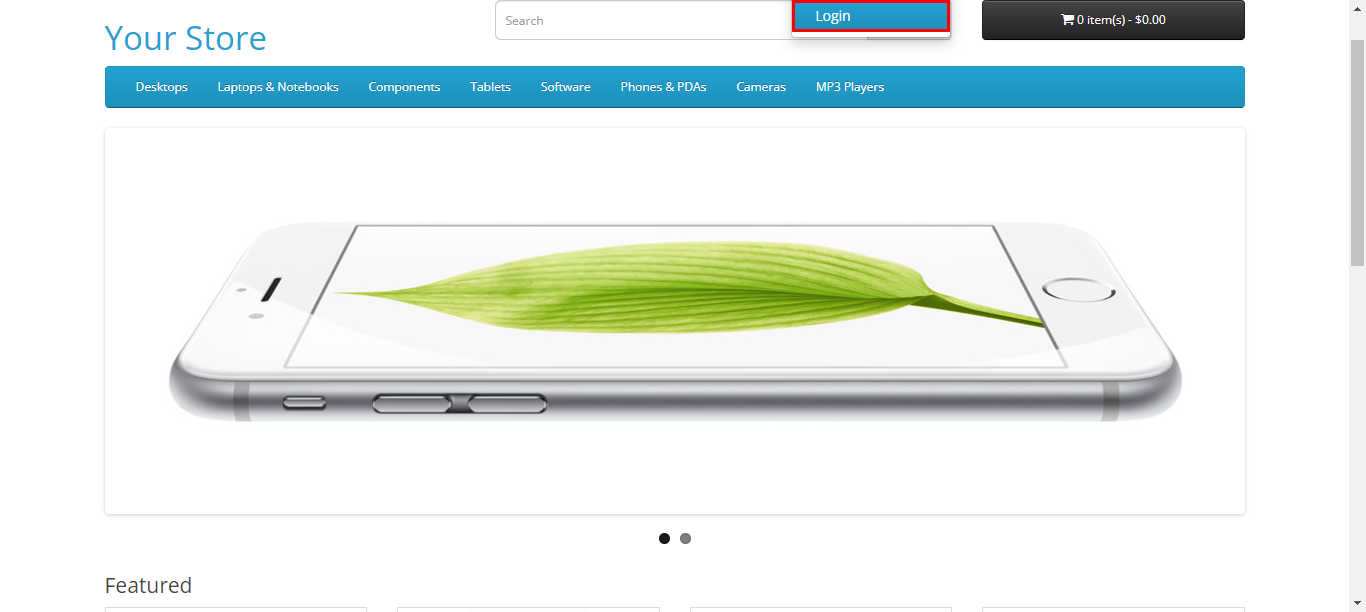 Search
Login
0 item(s) - $0.00
Your Store
Desktops
Laptops & Notebooks
Components
Tablets
Software
Phones & PDAs
Cameras
MP3 Players
Featured